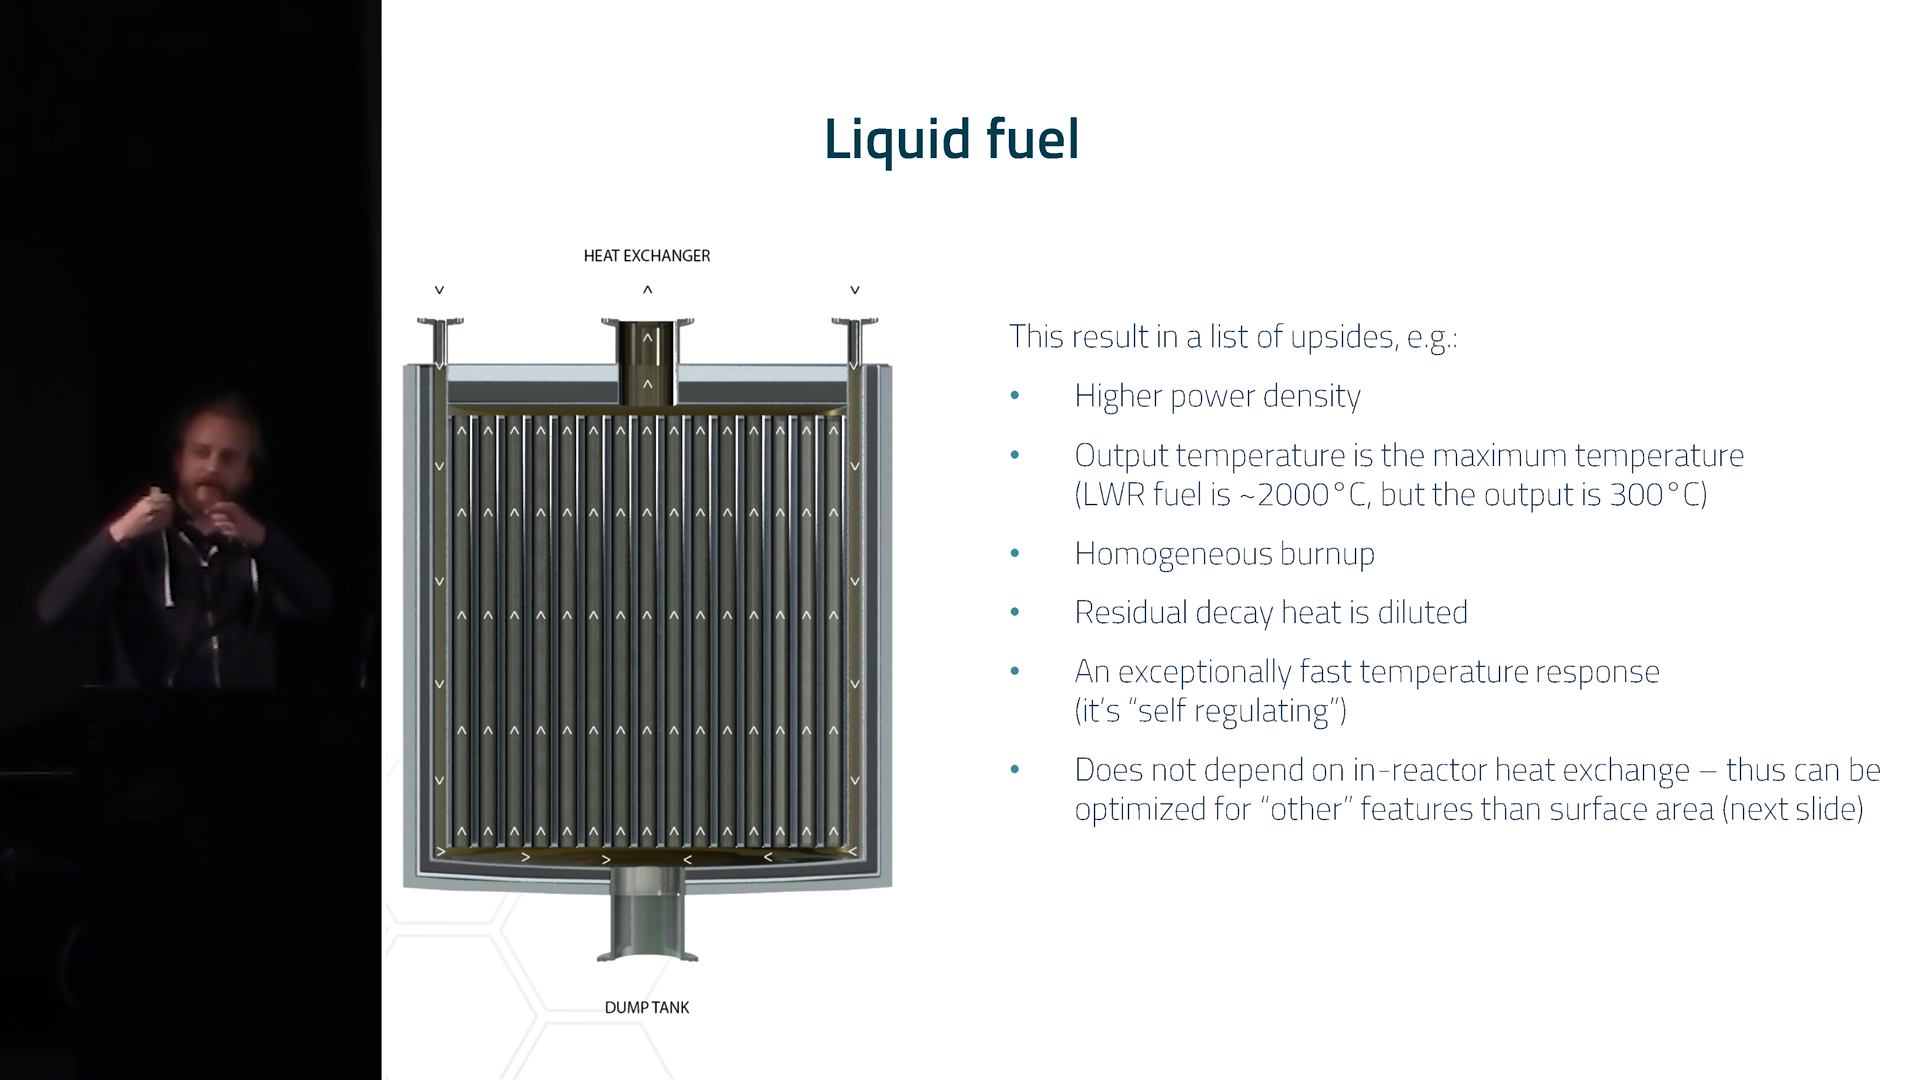 Liquid fuel
HEAT EXCHANGER
This result in a list of upsides, e.g.:
• Higher power density
• Output temperature is the maximum temperature
(LWR fuel is ~2000°C, but the output is 300°C)
• Homogeneous burnup
• Residual decay heat is diluted
• An exceptionally fast temperature response
(it's “self regulating”)
• Does not depend on in-reactor heat exchange – thus can be
optimized for “other” features than surface area (next slide)
DUMP TANK